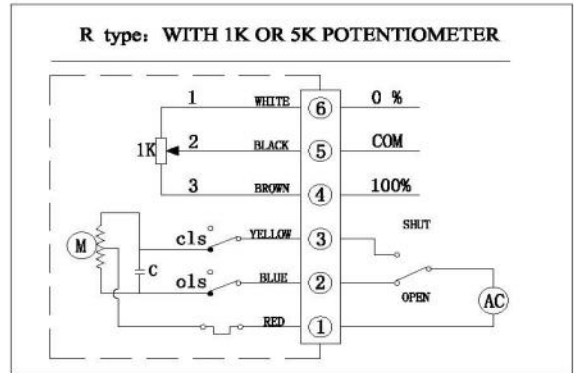 R type: WITH 1K OR 5K POTENTIOMETER
1 WHITE 6 0 %
1K 2 BLACK 5 COM
3 BROWN 4 100%
SHUT
M cls YELLOW 3
C ols BLUE 2 OPEN AC
RED 1